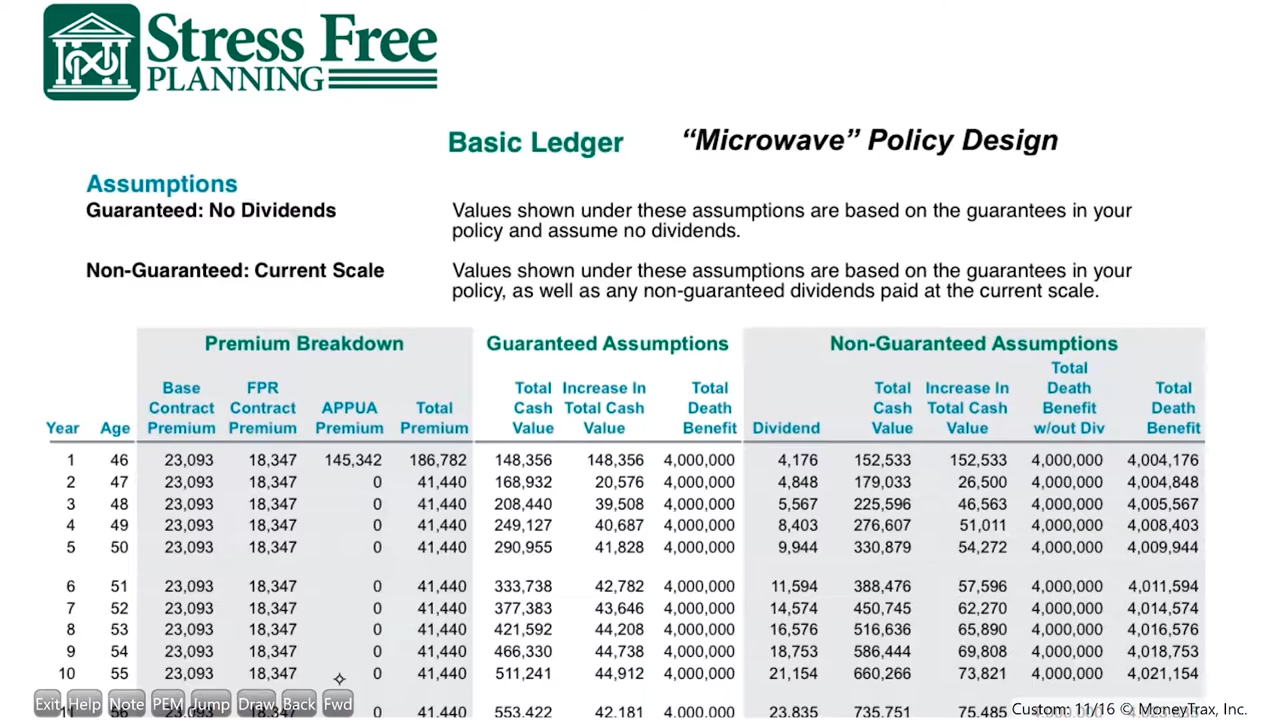 Stress Free
PLANNING
Basic Ledger "Microwave" Policy Design
Assumptions
Guaranteed: No Dividends Values shown under these assumptions are based on the guarantees in your
policy and assume no dividends.
Non-Guaranteed: Current Scale Values shown under these assumptions are based on the guarantees in your
policy, as well as any non-guaranteed dividends paid at the current scale.
Premium Breakdown Guaranteed Assumptions Non-Guaranteed Assumptions
Total
Base FPR Total Increase In Total Total Increase In Death Total
Contract Contract APPUA Total Cash Total Cash Death Cash Total Cash Benefit Death
Year Age Premium Premium Premium Premium Value Value Benefit Dividend Value Value w/out Div Benefit
1 46 23,093 18,347 145,342 186,782 148,356 148,356 4,000,000 4,176 152,533 152,533 4,000,000 4,004,176
2 47 23,093 18,347 0 41,440 168,932 20,576 4,000,000 4,848 179,033 26,500 4,000,000 4,004,848
3 48 23,093 18,347 0 41,440 208,440 39,508 4,000,000 5,567 225,596 46,563 4,000,000 4,005,567
4 49 23,093 18,347 0 41,440 249,127 40,687 4,000,000 8,403 276,607 51,011 4,000,000 4,008,403
5 50 23,093 18,347 0 41,440 290,955 41,828 4,000,000 9,944 330,879 54,272 4,000,000 4,009,944
6 51 23,093 18,347 0 41,440 333,738 42,782 4,000,000 11,594 388,476 57,596 4,000,000 4,011,594
7 52 23,093 18,347 0 41,440 377,383 43,646 4,000,000 14,574 450,745 62,270 4,000,000 4,014,574
8 53 23,093 18,347 0 41,440 421,592 44,208 4,000,000 16,576 516,636 65,890 4,000,000 4,016,576
9 54 23,093 18,347 0 41,440 466,330 44,738 4,000,000 18,753 586,444 69,808 4,000,000 4,018,753
10 55 23,093 18,347 0 41,440 511,241 44,912 4,000,000 21,154 660,266 73,821 4,000,000 4,021,154
Exit Help Note PEM Jump Draw Back Fwd
11 56 23,093 18,347 0 41,440 553,422 42,181 4,000,000 23,835 735,751 75,485
Custom: 11/16 © MoneyTrax, Inc.